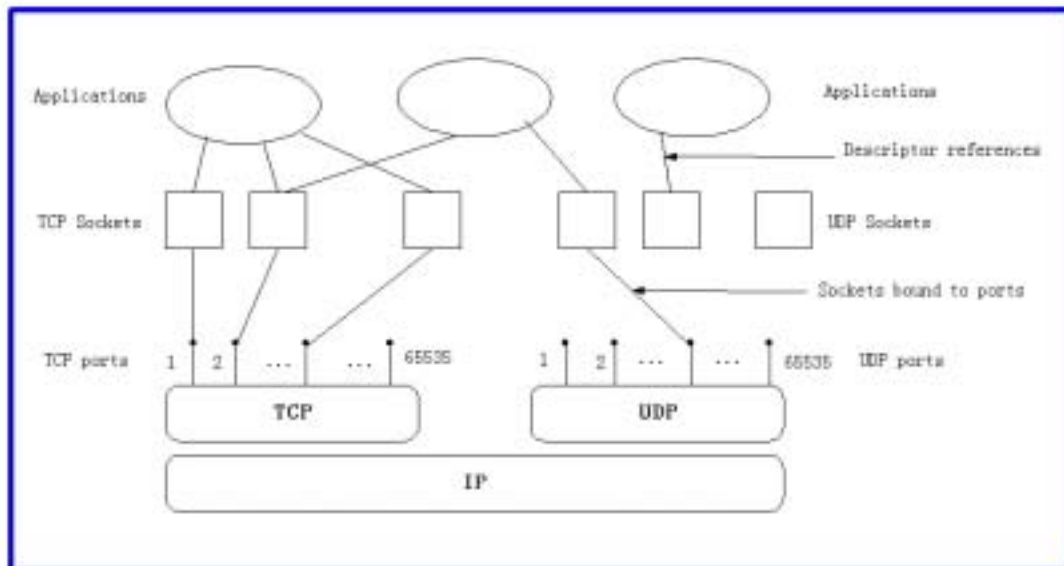 Applications
Applications
Descriptor references
TCP Sockets
UDP Sockets
Sockets bound to ports
TCP ports
1
2
...
...
65535
1
2
...
...
65535
UDP ports
TCP
UDP
IP